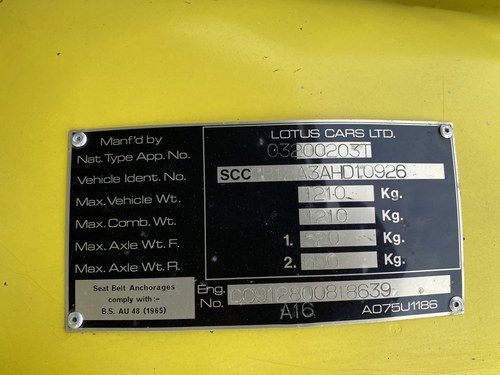 Manf'd by LOTUS CARS LTD.
Nat. Type App. No. 03200203T
Vehicle Ident. No. SCC A3AHD10926
Max. Vehicle Wt. 1210 Kg.
Max. Comb. Wt. 1210 Kg.
Max. Axle Wt. F. 1. Kg.
Max. Axle Wt. R. 2. Kg.
Seat Belt Anchorages
comply with :-
B.S. AU 48 (1965)
Eng. No.
A16 A075U1186